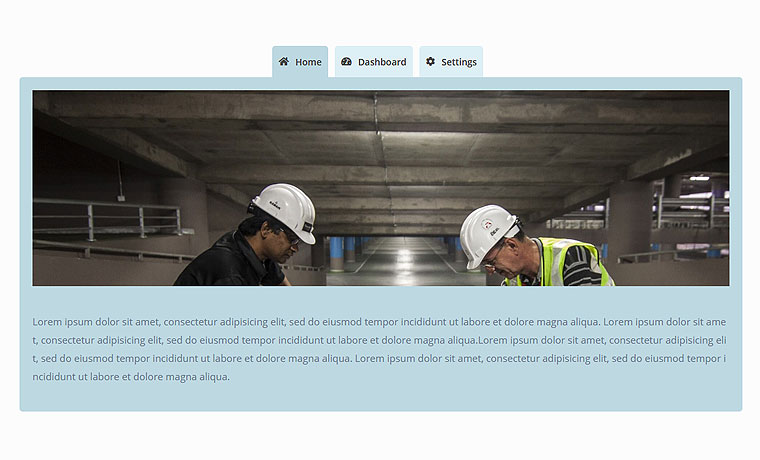 Home Dashboard Settings
Lorem ipsum dolor sit amet, consectetur adipisicing elit, sed do eiusmod tempor incididunt ut labore et dolore magna aliqua. Lorem ipsum dolor sit ame
t, consectetur adipisicing elit, sed do eiusmod tempor incididunt ut labore et dolore magna aliqua.Lorem ipsum dolor sit amet, consectetur adipisicing eli
t, sed do eiusmod tempor incididunt ut labore et dolore magna aliqua. Lorem ipsum dolor sit amet, consectetur adipisicing elit, sed do eiusmod tempor i
ncididunt ut labore et dolore magna aliqua.